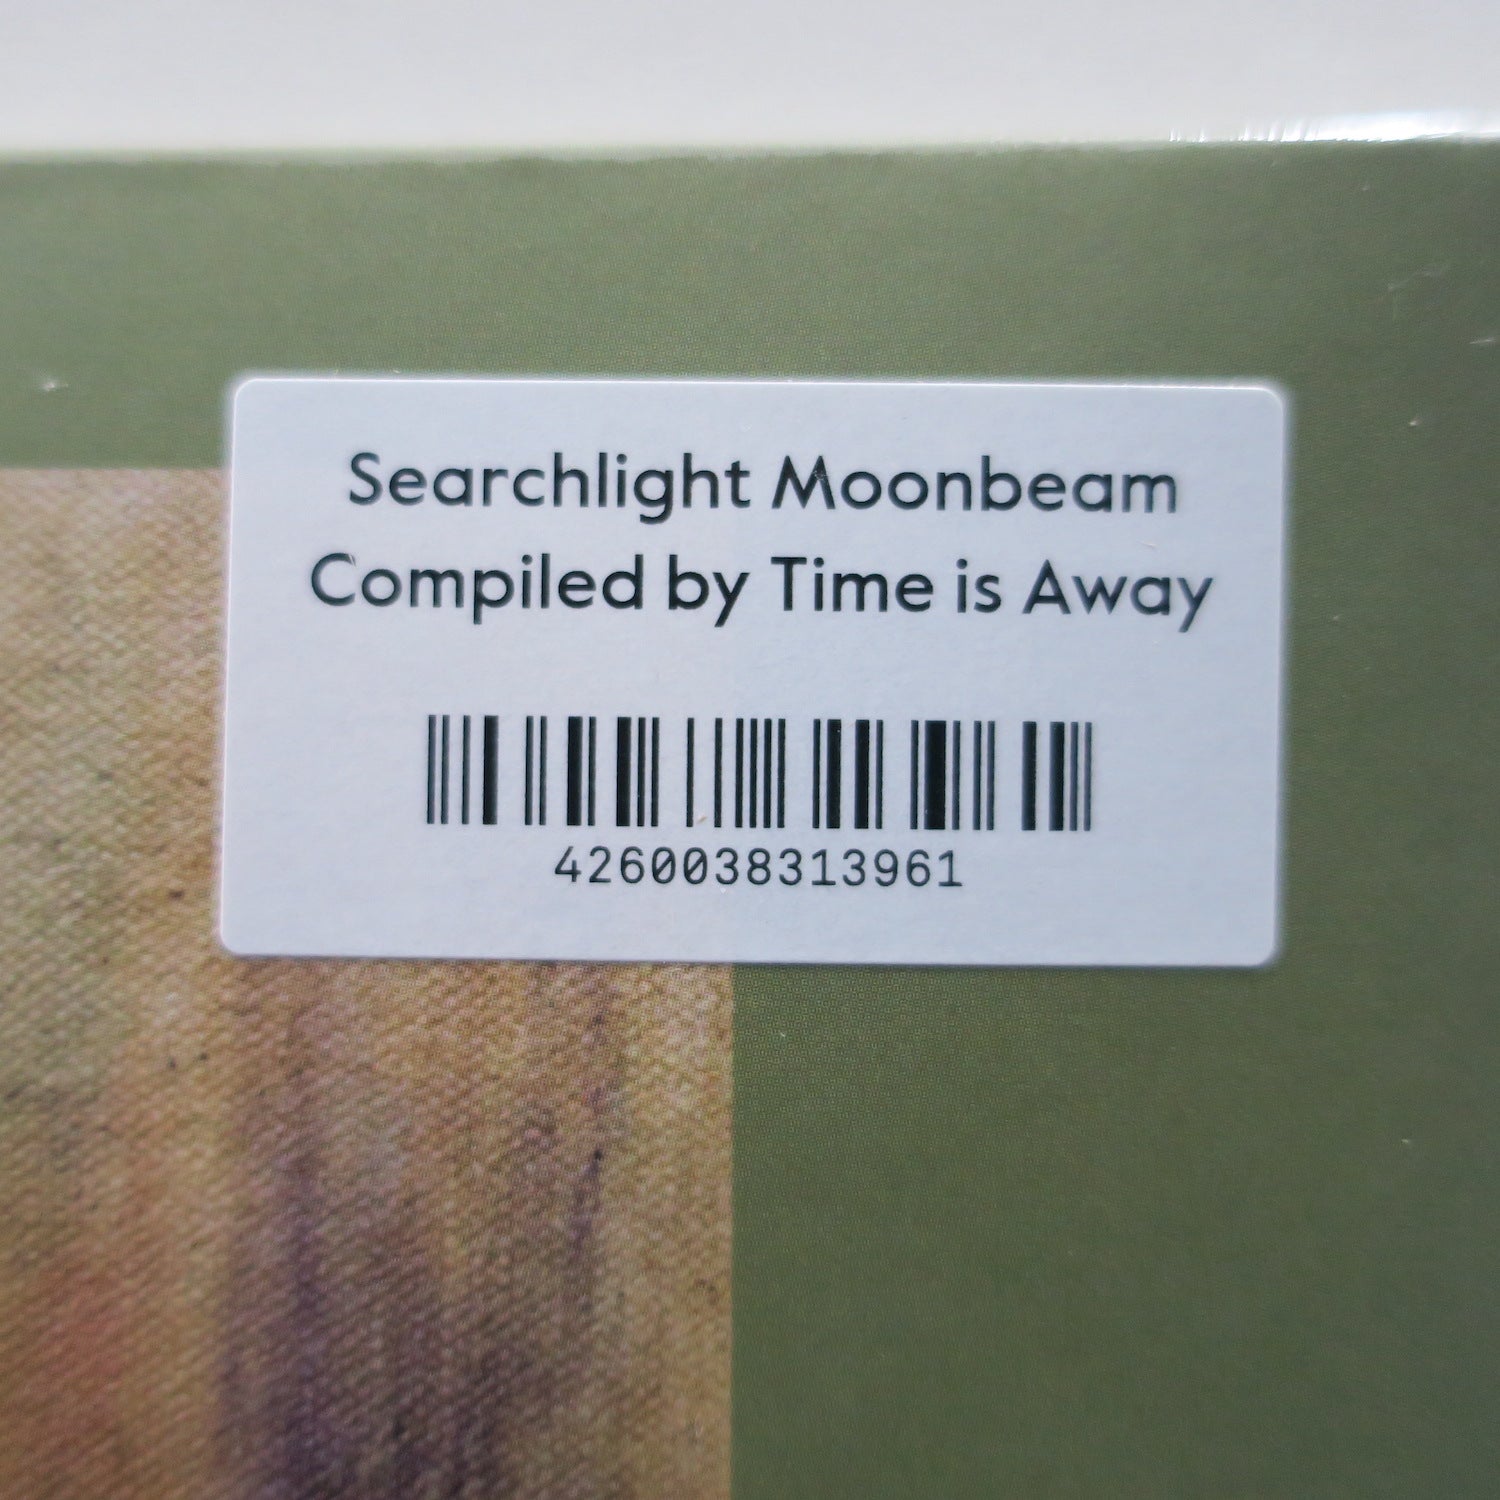 Searchlight Moonbeam
Compiled by Time is Away
4260038313961